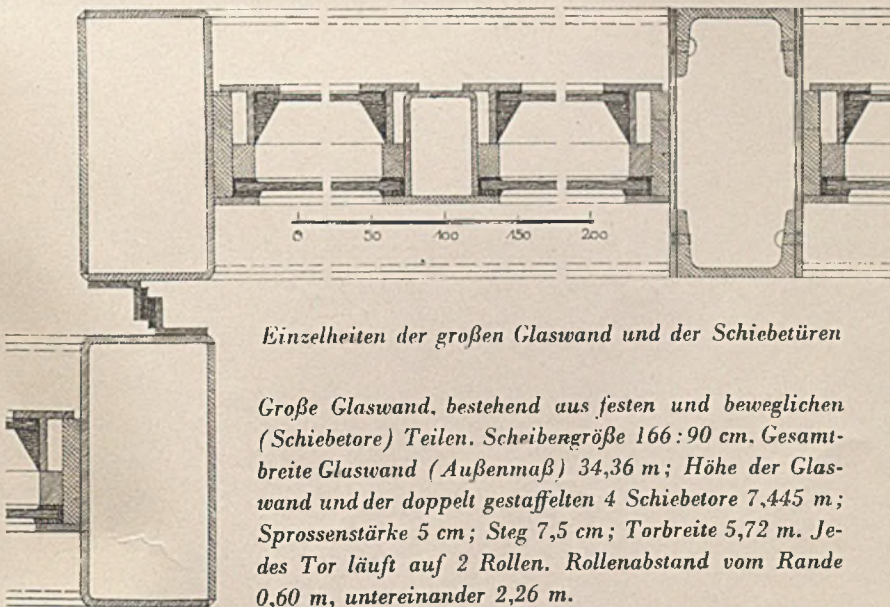 0 50 100 150 200
Einzelheiten der großen Glaswand und der Schiebetüren
Große Glaswand, bestehend aus festen und beweglichen
(Schiebetore) Teilen. Scheibengröße 166 : 90 cm. Gesamt-
breite Glaswand (Außenmaß) 34,36 m; Höhe der Glas-
wand und der doppelt gestaffelten 4 Schiebetore 7,445 m;
Sprossenstärke 5 cm; Steg 7,5 cm; Torbreite 5,72 m. Je-
des Tor läuft auf 2 Rollen. Rollenabstand vom Rande
0,60 m, untereinander 2,26 m.